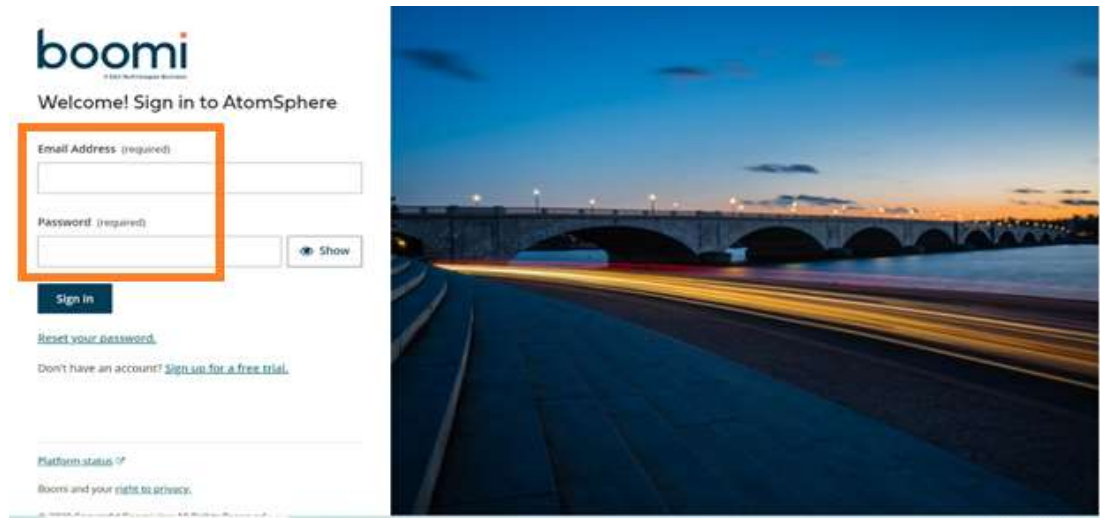 boomi
Welcome! Sign in to AtomSphere
Email Address (required)
Password (required)
Show
Sign in
Reset your password.
Don't have an account? Sign up for a free trial.
Platform status
Boomi and your right to privacy.